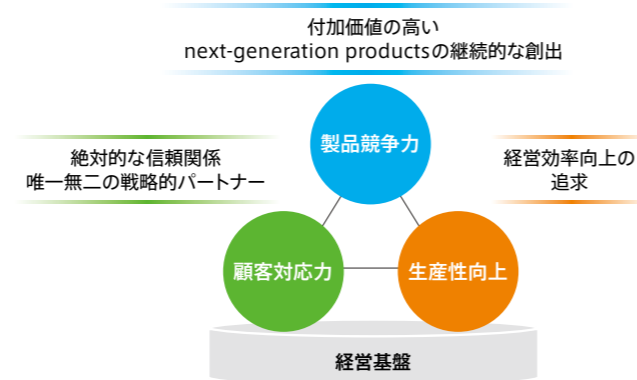 付加価値の高い
next-generation productsの継続的な創出
製品競争力
絶対的な信頼関係
唯一無二の戦略的パートナー
経営効率向上の
追求
顧客対応力
生産性向上
経営基盤